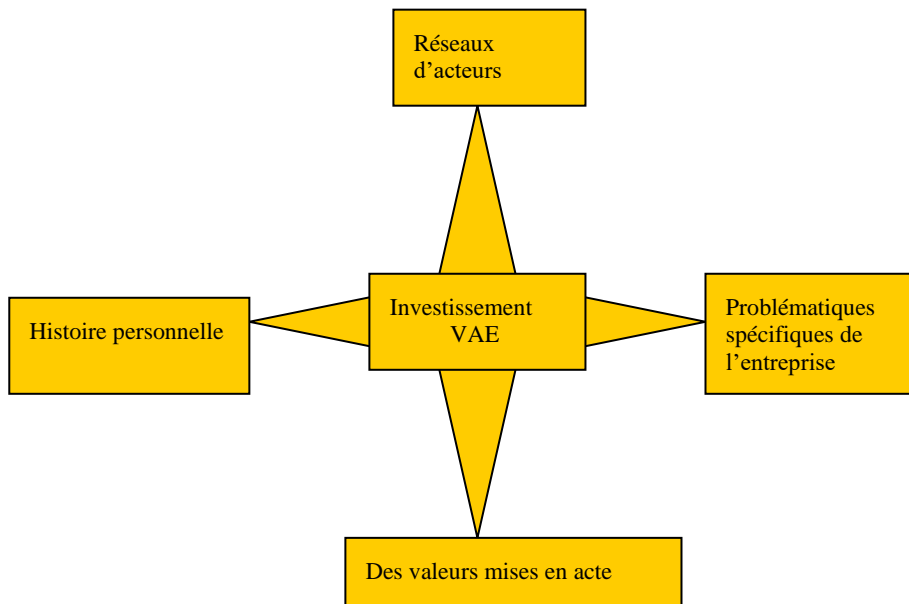 Réseaux
d’acteurs
Histoire personnelle
Investissement
VAE
Problématiques
spécifiques de
l’entreprise
Des valeurs mises en acte